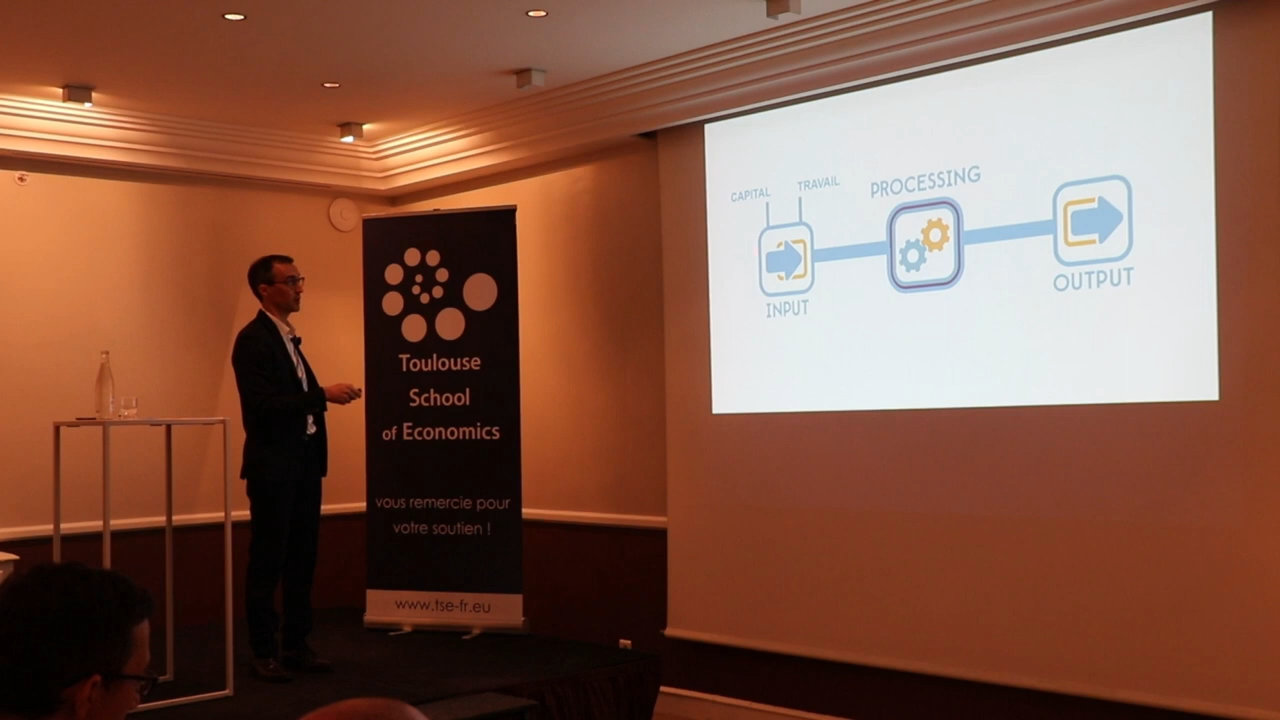 Toulouse
School
of Economics
vous remercie pour
votre soutien !
www.tse-fr.eu
CAPITAL
TRAVAIL
PROCESSING
INPUT
OUTPUT